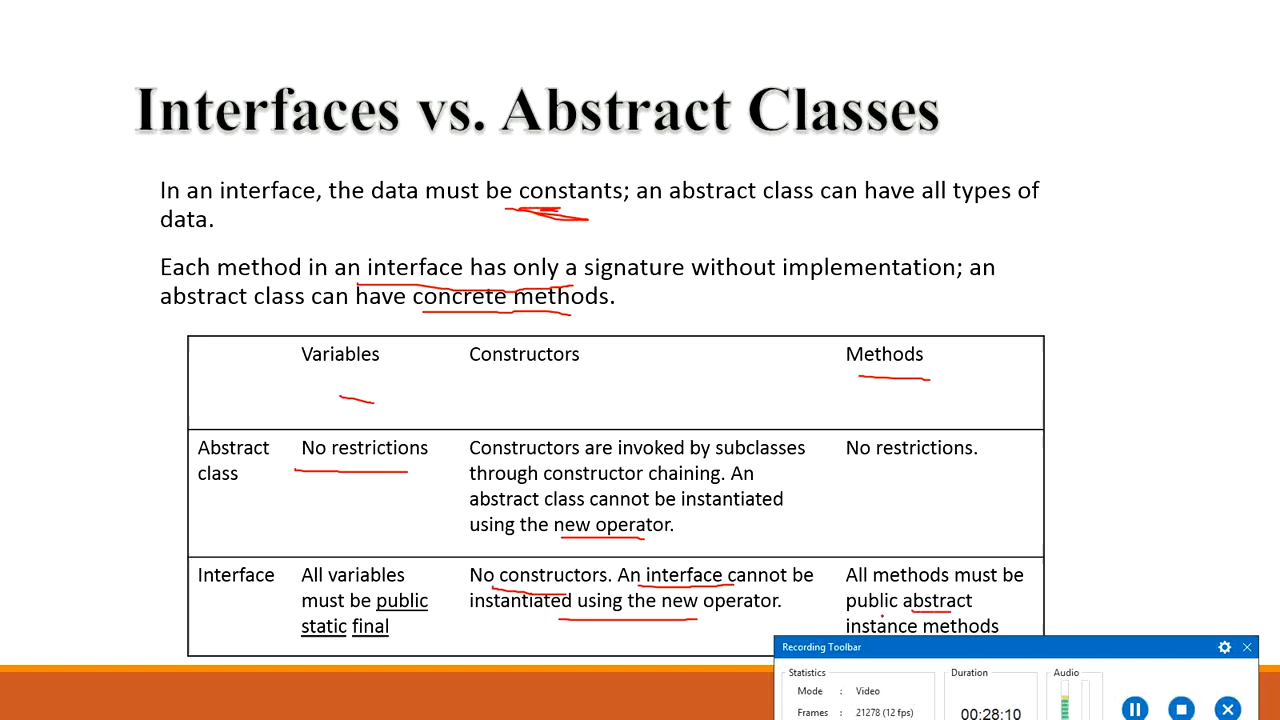 Interfaces vs. Abstract Classes
In an interface, the data must be constants; an abstract class can have all types of
data.
Each method in an interface has only a signature without implementation; an
abstract class can have concrete methods.
Variables
Constructors
Methods
Abstract
class
No restrictions
Constructors are invoked by subclasses
through constructor chaining. An
abstract class cannot be instantiated
using the new operator.
No restrictions.
Interface
All variables
must be public
static final
No constructors. An interface cannot be
instantiated using the new operator.
All methods must be
public abstract
instance methods
Recording Toolbar
Statistics
Mode : Video
Frames : 21278 (12 fps)
Duration
00:28:10
Audio